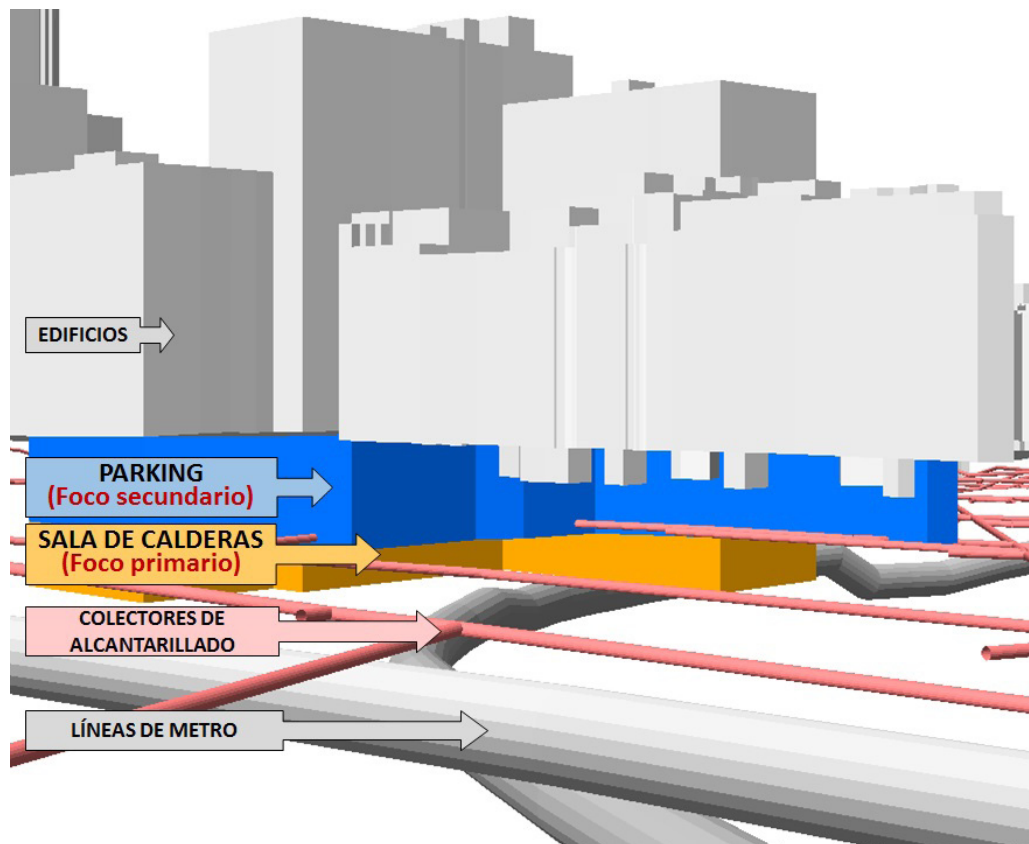 EDIFICIOS
PARKING
(Foco secundario)
SALA DE CALDERAS
(Foco primario)
COLECTORES DE
ALCANTARILLADO
LÍNEAS DE METRO